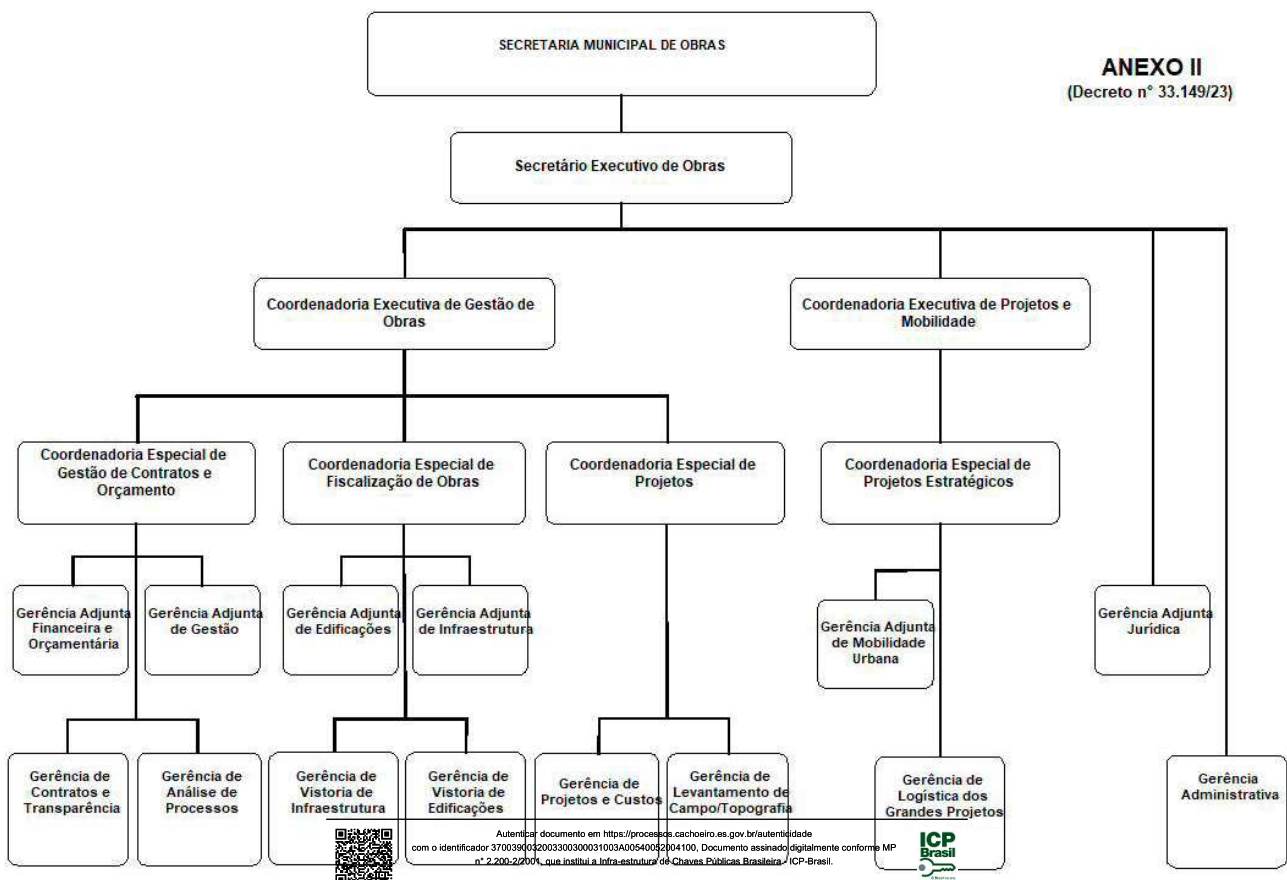 SECRETARIA MUNICIPAL DE OBRAS
ANEXO II
(Decreto n° 33.149/23)
Secretário Executivo de Obras
Coordenadoria Executiva de Gestão de
Obras
Coordenadoria Executiva de Projetos e
Mobilidade
Coordenadoria Especial de
Gestão de Contratos e
Orçamento
Coordenadoria Especial de
Fiscalização de Obras
Coordenadoria Especial de
Projetos
Coordenadoria Especial de
Projetos Estratégicos
Gerência Adjunta
Financeira e
Orçamentária
Gerência Adjunta
de Gestão
Gerência Adjunta
de Edificações
Gerência Adjunta
de Infraestrutura
Gerência Adjunta
de Mobilidade
Urbana
Gerência Adjunta
Jurídica
Gerência de
Contratos e
Transparência
Gerência de
Análise de
Processos
Gerência de
Vistoria de
Infraestrutura
Gerência de
Vistoria de
Edificações
Gerência de
Projetos e Custos
Gerência de
Levantamento de
Campo/Topografia
Gerência de
Logística dos
Grandes Projetos
Gerência
Administrativa
Autenticar documento em https://processos.cachoeiro.es.gov.br/autenticidade
com o identificador 370039003200330030003100​3A00540052004100, Documento assinado digitalmente conforme MP
n° 2.200-2/2001, que institui a Infra-estrutura de Chaves Públicas Brasileira - ICP-Brasil.
ICP
Brasil